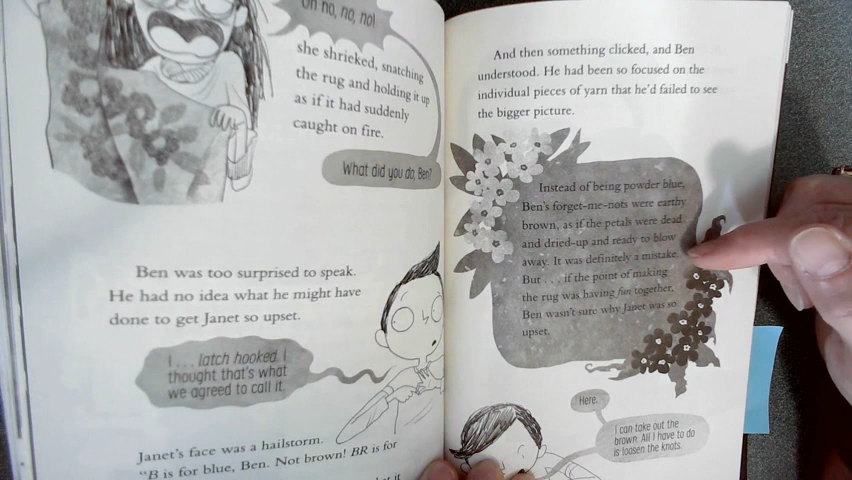 Oh no, no, no!
she shrieked, snatching
the rug and holding it up
as if it had suddenly
caught on fire.
What did you do, Ben?
Ben was too surprised to speak.
He had no idea what he might have
done to get Janet so upset.
I . . . latch hooked. I
thought that's what
we agreed to call it.
Janet's face was a hailstorm.
"B is for blue, Ben. Not brown! BR is for
And then something clicked, and Ben
understood. He had been so focused on the
individual pieces of yarn that he'd failed to see
the bigger picture.
Instead of being powder blue,
Ben's forget-me-nots were earthy
brown, as if the petals were dead
and dried-up and ready to blow
away. It was definitely a mistake.
But . . . if the point of making
the rug was having fun together,
Ben wasn't sure why Janet was so
upset.
Here.
I can take out the
brown. All I have to do
is loosen the knots.